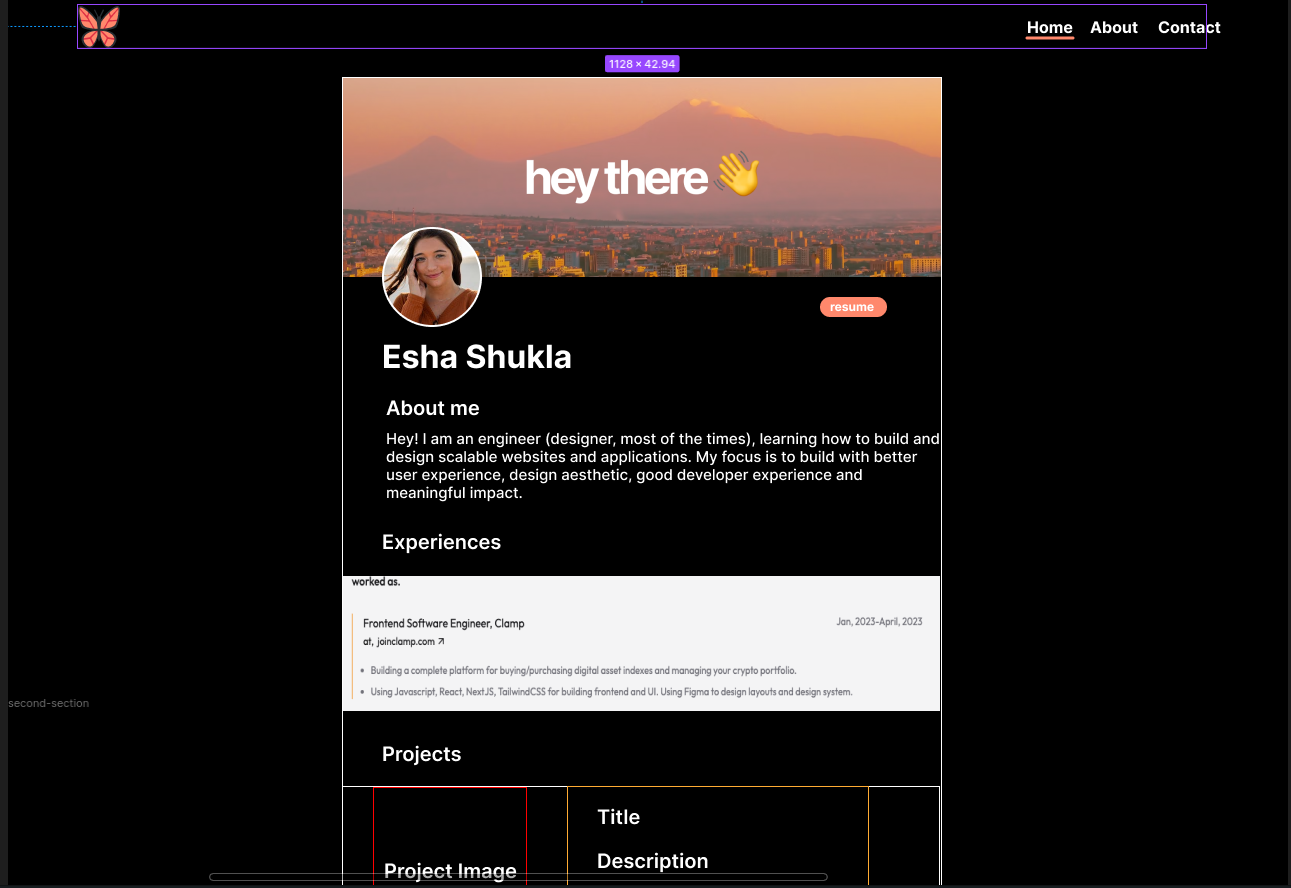 Home About Contact
1128 × 42.94
hey there 👋
resume
Esha Shukla
About me
Hey! I am an engineer (designer, most of the times), learning how to build and
design scalable websites and applications. My focus is to build with better
user experience, design aesthetic, good developer experience and
meaningful impact.
Experiences
worked as.
Frontend Software Engineer, Clamp
Jan, 2023-April, 2023
at, joinclamp.com ↗
• Building a complete platform for buying/purchasing digital asset indexes and managing your crypto portfolio.
• Using Javascript, React, NextJS, TailwindCSS for building frontend and UI. Using Figma to design layouts and design system.
second-section
Projects
Title
Description
Project Image